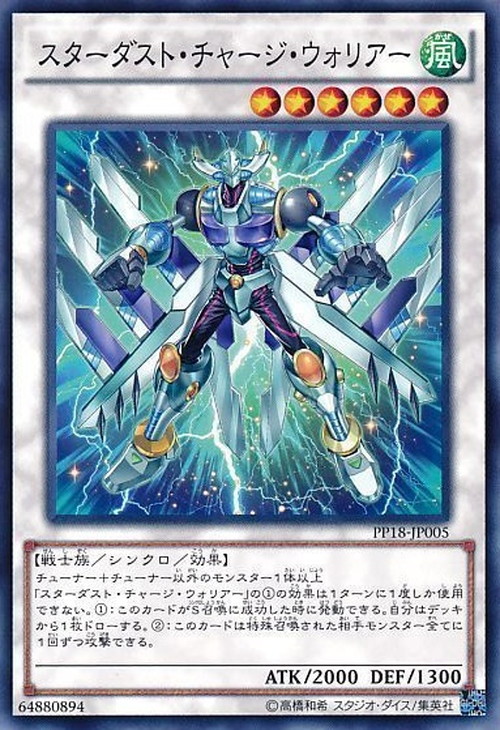 スターダスト・チャージ・ウォリアー 風
PP18-JP005
【戦士族/シンクロ/効果】
チューナー+チューナー以外のモンスター1体以上
「スターダスト・チャージ・ウォリアー」の①の効果は1ターンに1度しか使用
できない。①:このカードがS召喚に成功した時に発動できる。自分はデッキ
から1枚ドローする。②:このカードは特殊召喚された相手モンスター全てに
1回ずつ攻撃できる。
ATK/2000 DEF/1300
64880894 ©高橋和希 スタジオ・ダイス/集英社